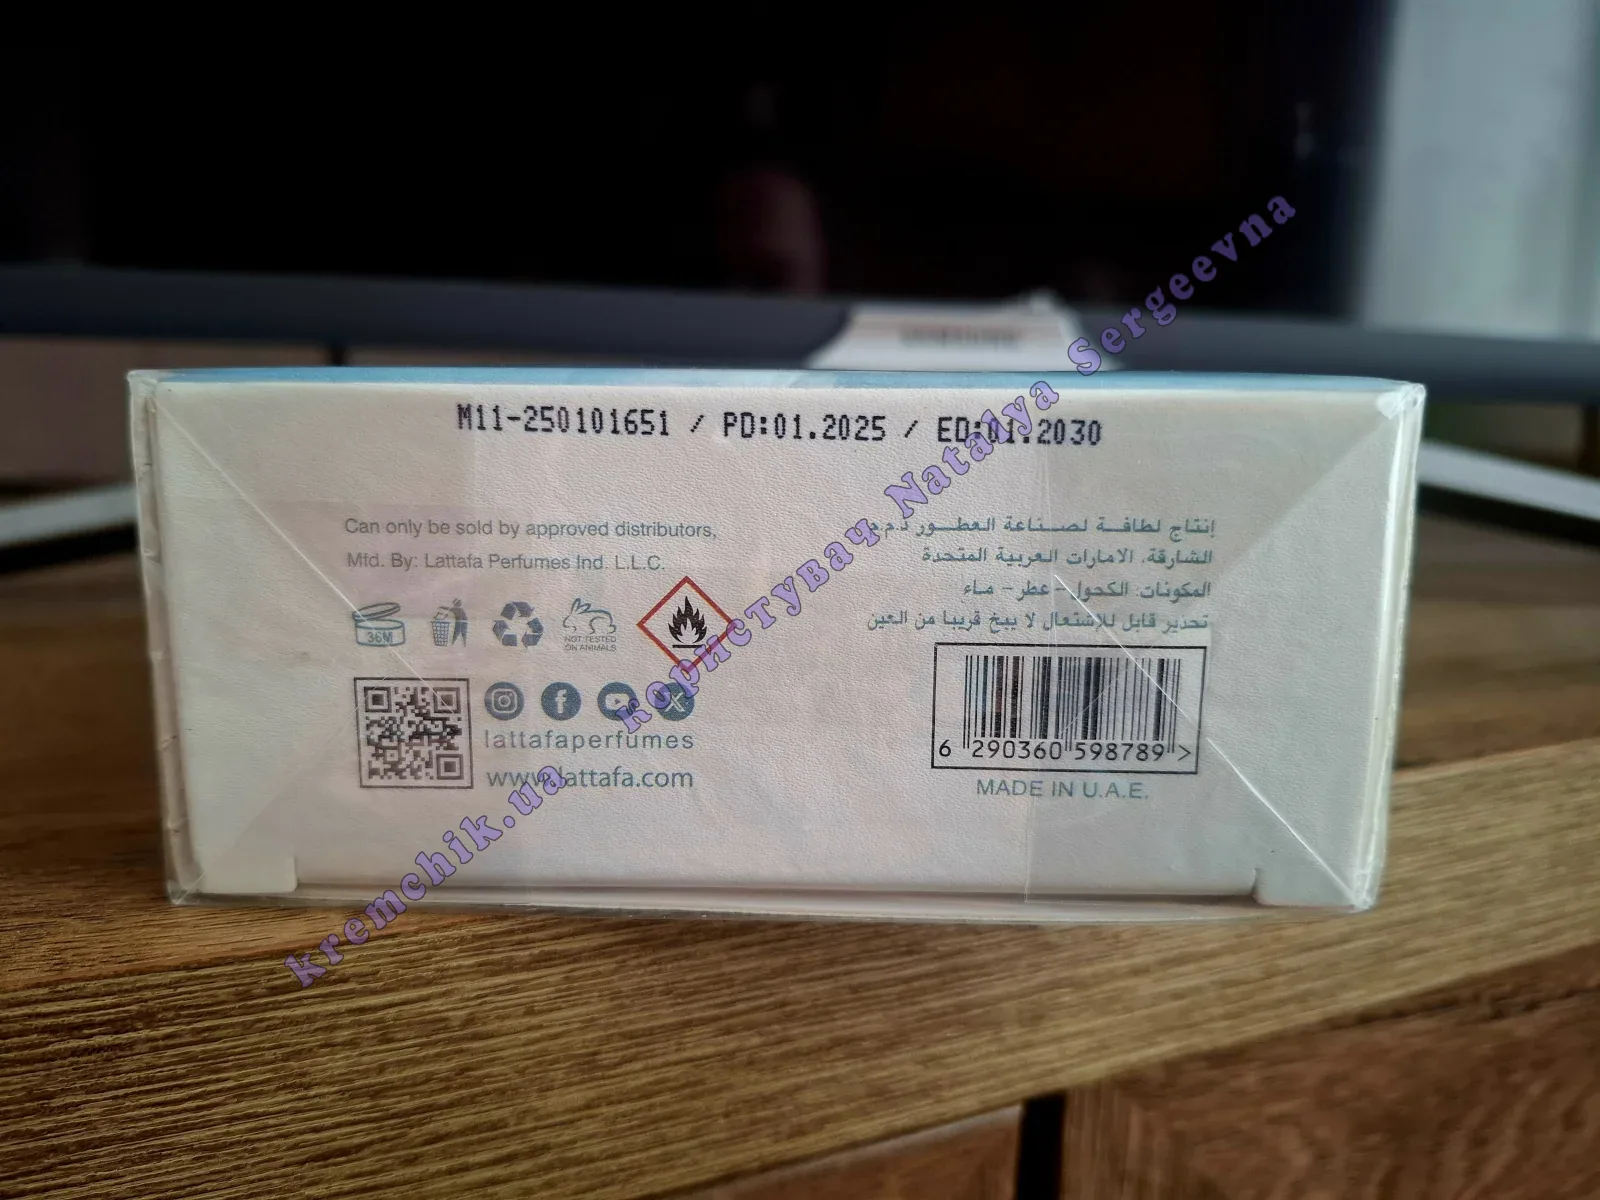 M11-250101651 / PD:01.2025 / ED:01.2030
Can only be sold by approved distributors,
Mfd. By: Lattafa Perfumes Ind. L.L.C.
36M
NOT TESTED
ON ANIMALS
lattafaperfumes
www.lattafa.com
إنتاج لطافة لصناعة العطور ذ.م.م
الشارقة، الامارات العربية المتحدة
المكونات: الكحول - عطر - ماء
تحذير قابل للإشتعال لا يبخ قريبا من العين
6 290360 598789 >
MADE IN U.A.E.
kremchik.ua користувач Natalya Sergeevna